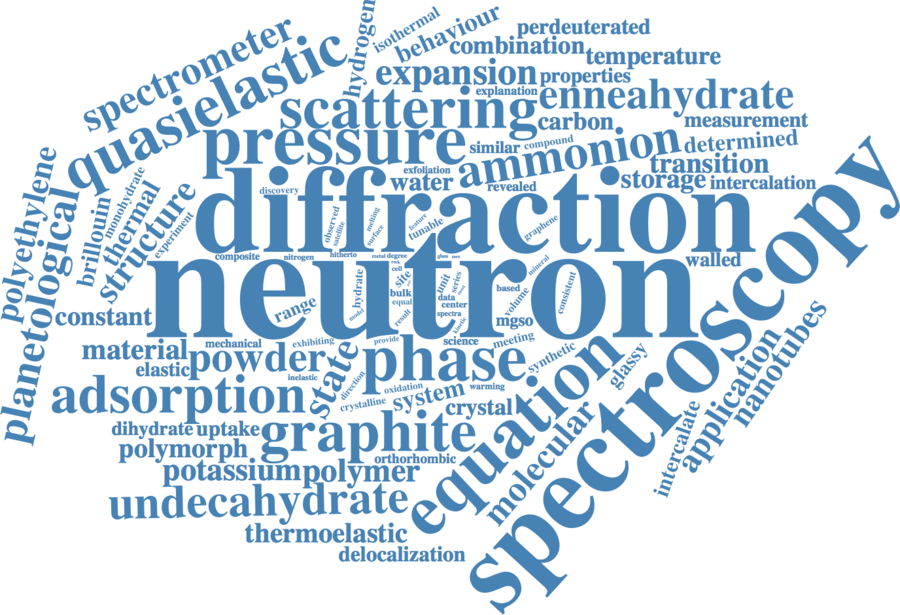 hydrogen
isothermal
behaviour
perdeuterated
spectrometer
combination
temperature
quasielastic
expansion
properties
explanation
scattering
enneahydrate
carbon
measurement
pressure
similar
compound
ammonion
determined
transition
exfoliation
water
revealed
storage
intercalation
polyethylene
planetological
brillouin
monohydrate
thermal
structure
experiment
discovery
diffraction
observed
satellite
melting
surface
feature
tunable
graphene
composite
nitrogen
hitherto
metal
degree
glass
walled
neutron
cell
site
hydrate
model
range
bulk
equal
result
unit
series
data
center
spectra
kinetic
based
volume
mineral
consistent
mgso
constant
material
elastic
mechanical
exhibiting
provide
science
meeting
synthetic
glassy
powder
phase
state
inelastic
direction
oxidation
warming
adsorption
crystalline
system
crystal
equation
molecular
spectroscopy
application
nanotubes
intercalate
dihydrate
uptake
graphite
polymorph
orthorhombic
potassium
polymer
undecahydrate
thermoelastic
delocalization